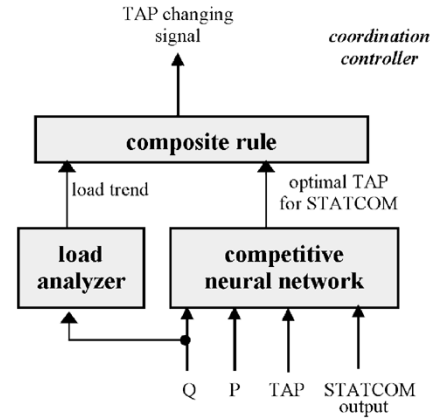 TAP changing
signal
coordination
controller
composite rule
load trend
optimal TAP
for STATCOM
load
analyzer
competitive
neural network
Q P TAP STATCOM
output